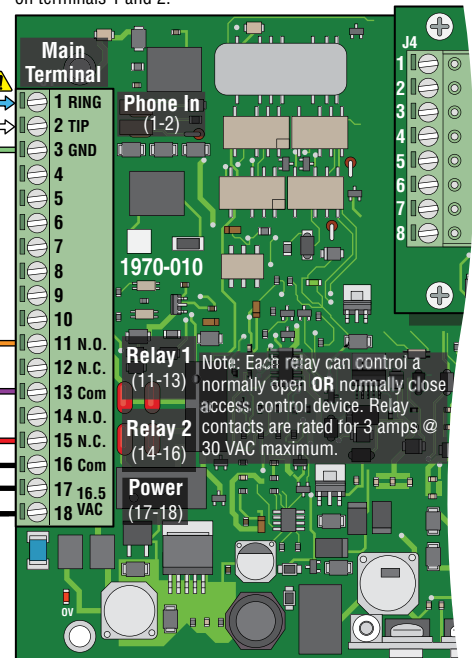 on terminals 1 and 2.
Main
Terminal
1 RING
2 TIP
3 GND
4
5
6
7
8
9
10
11 N.O.
12 N.C.
13 Com
14 N.O.
15 N.C.
16 Com
17 16.5
18 VAC
Phone In
(1-2)
1970-010
Relay 1
(11-13)
Relay 2
(14-16)
Power
(17-18)
Note: Each relay can control a
normally open OR normally close
access control device. Relay
contacts are rated for 3 amps @
30 VAC maximum.
J4
1
2
3
4
5
6
7
8
0V